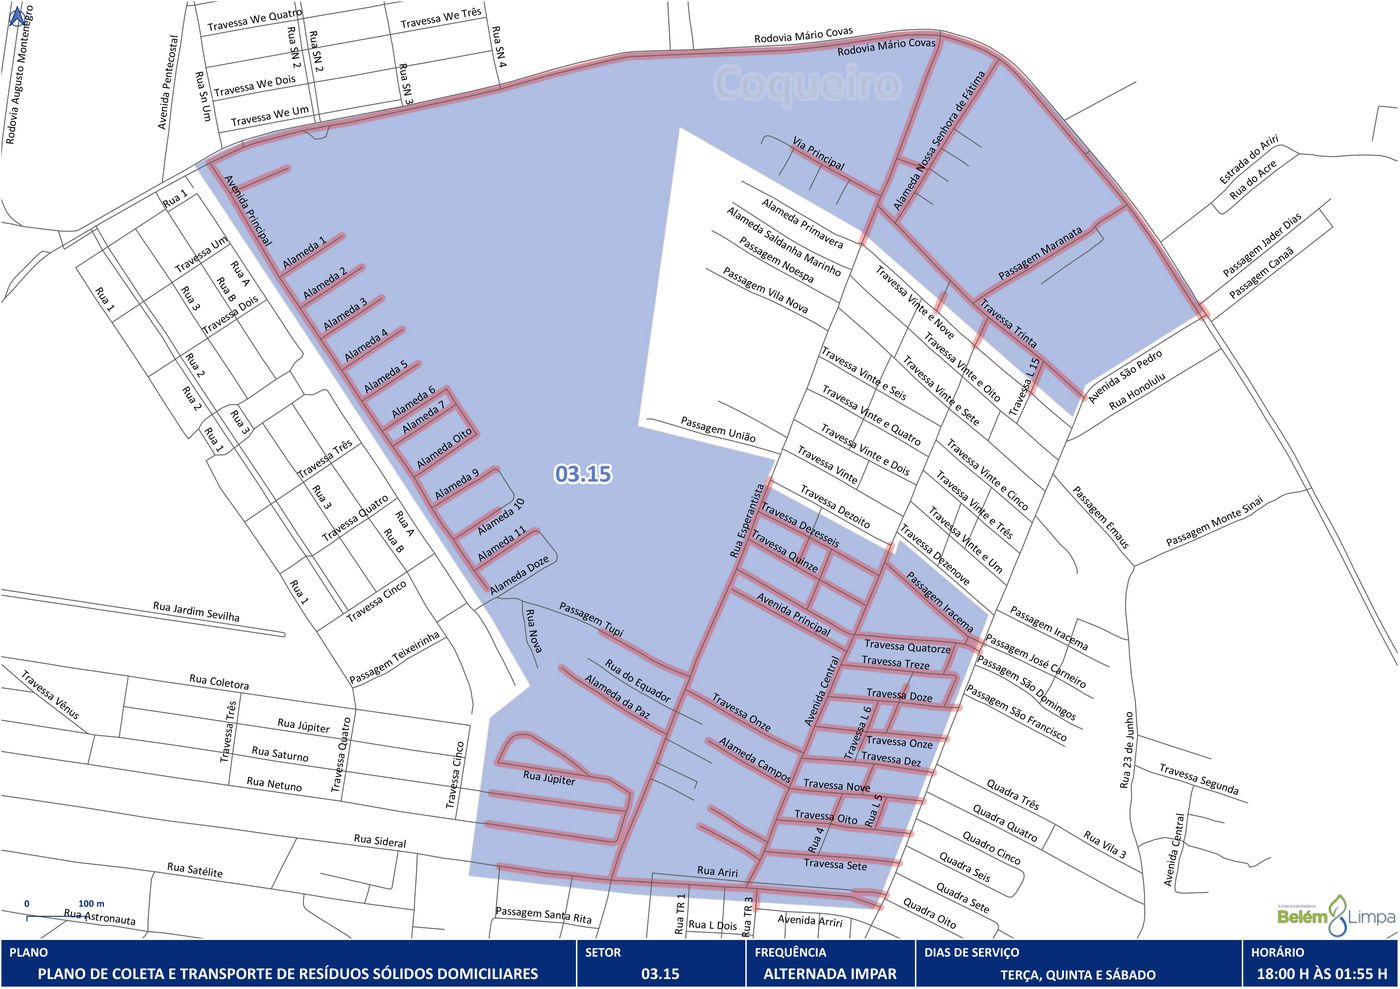 Travessa We Quatro
Travessa We Três
Rodovia Mário Covas
Rodovia Mário Covas
Rodovia Augusto Montenegro
Avenida Pentecostal
Rua Sn Um
Rua SN 2
Rua SN 2
Rua SN 3
Rua SN 4
Travessa We Dois
Travessa We Um
Coqueiro
Via Principal
Alameda Nossa Senhora de Fátima
Estrada do Ariri
Rua do Acre
Avenida Principal
Rua 1
Alameda Primavera
Alameda Saldanha Marinho
Passagem Noespa
Passagem Vila Nova
Passagem Maranata
Passagem Jader Dias
Passagem Canaã
Travessa Um
Rua A
Rua B
Travessa Dois
Rua 1
Rua 3
Rua 2
Rua 2
Rua 3
Rua 1
Alameda 1
Alameda 2
Alameda 3
Alameda 4
Alameda 5
Alameda 6
Alameda 7
Alameda Oito
Alameda 9
Alameda 10
Alameda 11
Alameda Doze
Travessa Vinte e Nove
Travessa Trinta
Travessa Vinte e Oito
Travessa L 15
Avenida São Pedro
Rua Honolulu
Travessa Vinte e Seis
Travessa Vinte e Sete
Travessa Vinte e Quatro
Travessa Vinte e Dois
Travessa Vinte
Travessa Vinte e Cinco
Travessa Vinte e Três
Travessa Vinte e Um
Travessa Dezenove
Passagem União
Travessa Dezoito
Passagem Emaus
Passagem Monte Sinai
03.15
Travessa Três
Rua 3
Travessa Quatro
Rua A
Rua B
Rua 1
Travessa Cinco
Passagem Teixeirinha
Rua Esperantista
Travessa Dezesseis
Travessa Quinze
Avenida Principal
Passagem Iracema
Passagem Iracema
Passagem José Carneiro
Passagem São Domingos
Passagem São Francisco
Rua Jardim Sevilha
Rua Nova
Passagem Tupi
Rua do Equador
Alameda da Paz
Travessa Quatorze
Travessa Treze
Travessa Doze
Travessa L 6
Travessa Onze
Travessa Onze
Travessa Dez
Avenida Central
Alameda Campos
Travessa Nove
Travessa Oito
Rua L 5
Rua 4
Travessa Sete
Rua Coletora
Travessa Vênus
Travessa Três
Rua Júpiter
Travessa Quatro
Rua Saturno
Rua Netuno
Travessa Cinco
Rua Júpiter
Rua Sideral
Rua Satélite
Rua Astronauta
Rua Ariri
Passagem Santa Rita
Rua TR 1
Rua L Dois
Rua TR 3
Avenida Arriri
Quadra Três
Quadra Quatro
Quadra Cinco
Quadra Seis
Quadra Sete
Quadra Oito
Rua Vila 3
Rua 23 de Junho
Travessa Segunda
Avenida Central
0 100 m
CONCESSIONÁRIA
Belém Limpa
PLANO
PLANO DE COLETA E TRANSPORTE DE RESÍDUOS SÓLIDOS DOMICILIARES
SETOR
03.15
FREQUÊNCIA
ALTERNADA IMPAR
DIAS DE SERVIÇO
TERÇA, QUINTA E SÁBADO
HORÁRIO
18:00 H ÀS 01:55 H